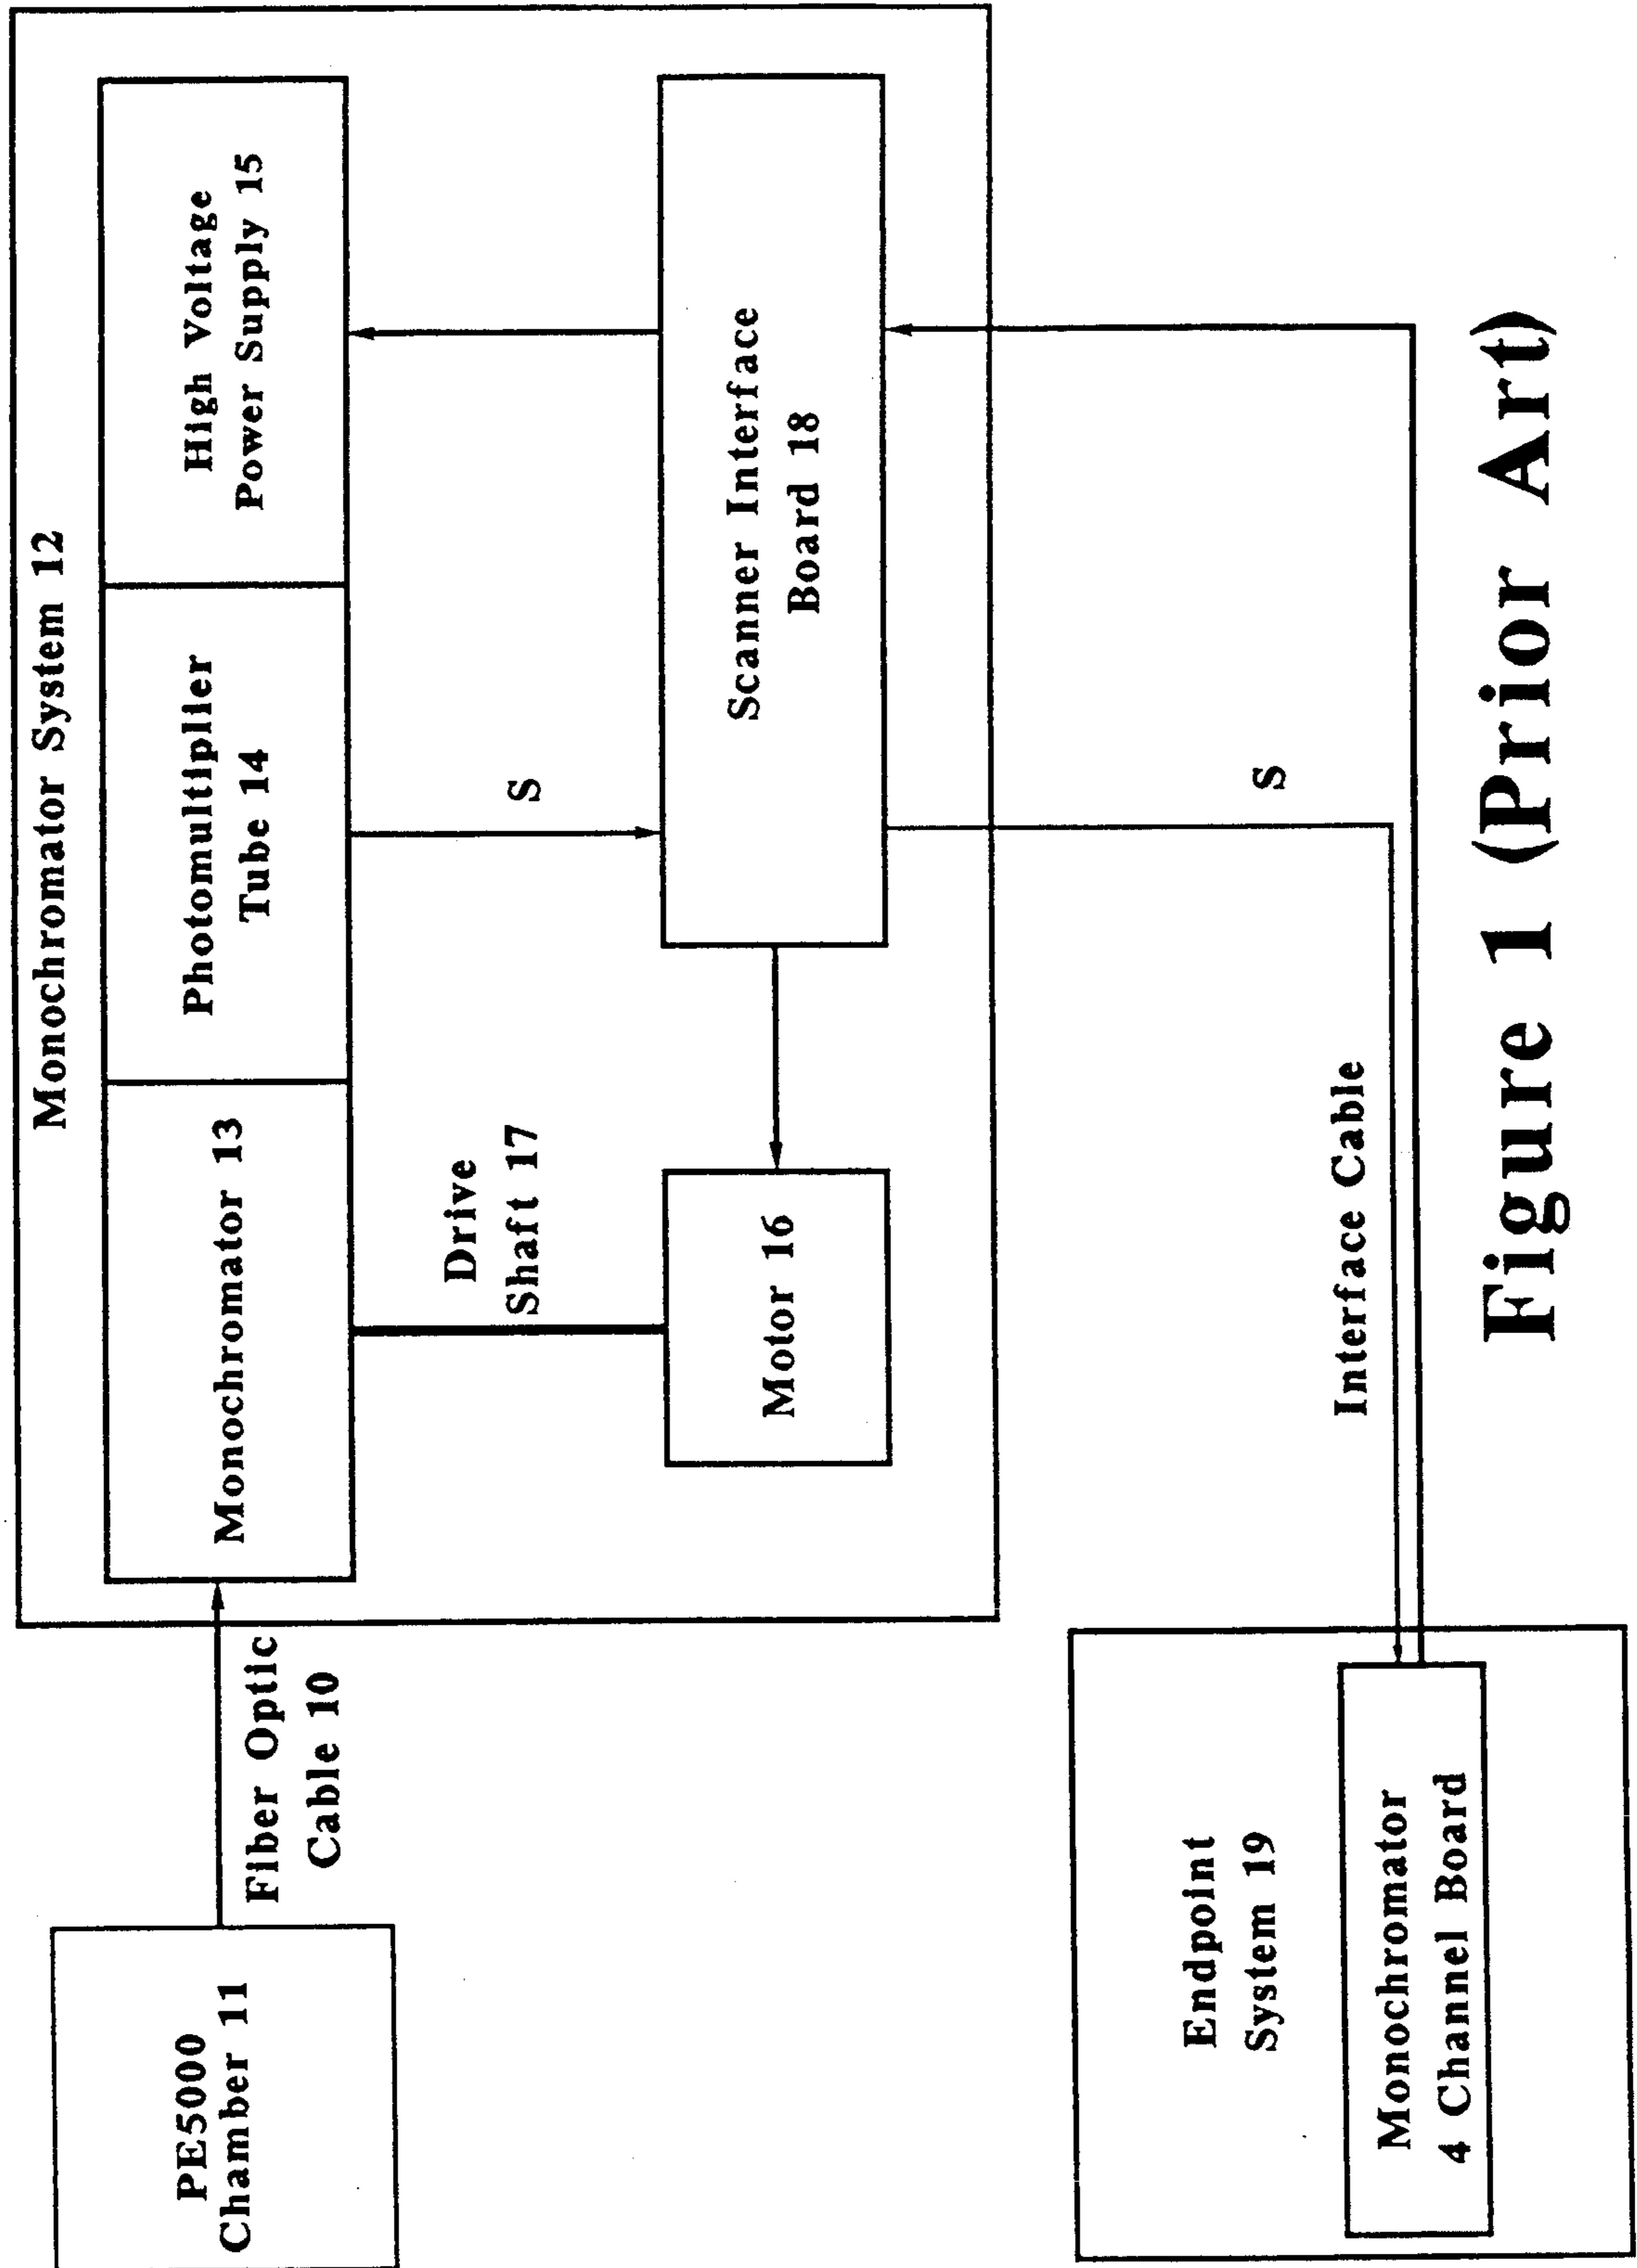 Monochromator System 12
PE5000
Chamber 11
Fiber Optic
Cable 10
Monochromator 13
Photomultiplier
Tube 14
High Voltage
Power Supply 15
Drive
Shaft 17
S
Motor 16
Scanner Interface
Board 18
Endpoint
System 19
Monochromator
4 Channel Board
Interface Cable
S
Figure 1 (Prior Art)